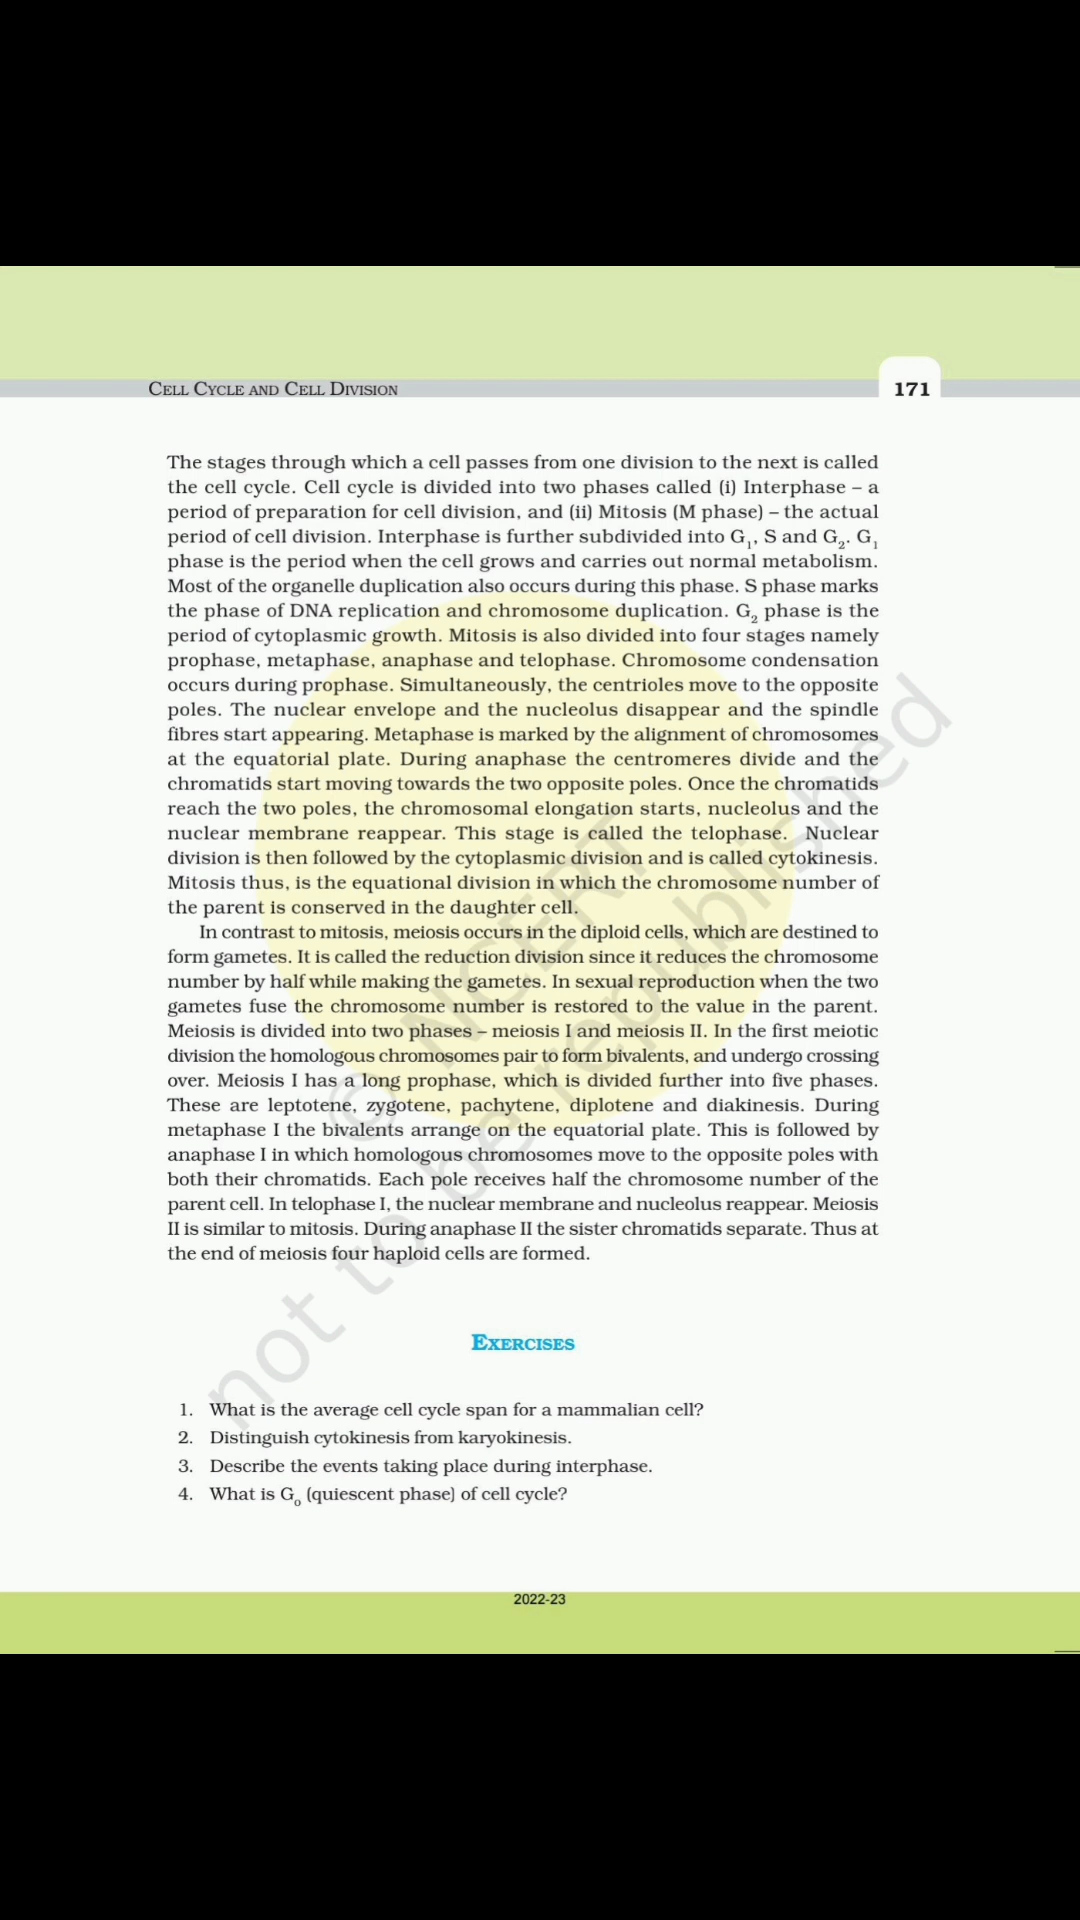 CELL CYCLE AND CELL DIVISION
171
The stages through which a cell passes from one division to the next is called
the cell cycle. Cell cycle is divided into two phases called (i) Interphase – a
period of preparation for cell division, and (ii) Mitosis (M phase) – the actual
period of cell division. Interphase is further subdivided into G₁, S and G₂. G₁
phase is the period when the cell grows and carries out normal metabolism.
Most of the organelle duplication also occurs during this phase. S phase marks
the phase of DNA replication and chromosome duplication. G₂ phase is the
period of cytoplasmic growth. Mitosis is also divided into four stages namely
prophase, metaphase, anaphase and telophase. Chromosome condensation
occurs during prophase. Simultaneously, the centrioles move to the opposite
poles. The nuclear envelope and the nucleolus disappear and the spindle
fibres start appearing. Metaphase is marked by the alignment of chromosomes
at the equatorial plate. During anaphase the centromeres divide and the
chromatids start moving towards the two opposite poles. Once the chromatids
reach the two poles, the chromosomal elongation starts, nucleolus and the
nuclear membrane reappear. This stage is called the telophase. Nuclear
division is then followed by the cytoplasmic division and is called cytokinesis.
Mitosis thus, is the equational division in which the chromosome number of
the parent is conserved in the daughter cell.
In contrast to mitosis, meiosis occurs in the diploid cells, which are destined to
form gametes. It is called the reduction division since it reduces the chromosome
number by half while making the gametes. In sexual reproduction when the two
gametes fuse the chromosome number is restored to the value in the parent.
Meiosis is divided into two phases – meiosis I and meiosis II. In the first meiotic
division the homologous chromosomes pair to form bivalents, and undergo crossing
over. Meiosis I has a long prophase, which is divided further into five phases.
These are leptotene, zygotene, pachytene, diplotene and diakinesis. During
metaphase I the bivalents arrange on the equatorial plate. This is followed by
anaphase I in which homologous chromosomes move to the opposite poles with
both their chromatids. Each pole receives half the chromosome number of the
parent cell. In telophase I, the nuclear membrane and nucleolus reappear. Meiosis
II is similar to mitosis. During anaphase II the sister chromatids separate. Thus at
the end of meiosis four haploid cells are formed.
© NCERT
not to be republished
EXERCISES
1. What is the average cell cycle span for a mammalian cell?
2. Distinguish cytokinesis from karyokinesis.
3. Describe the events taking place during interphase.
4. What is G₀ (quiescent phase) of cell cycle?
2022-23